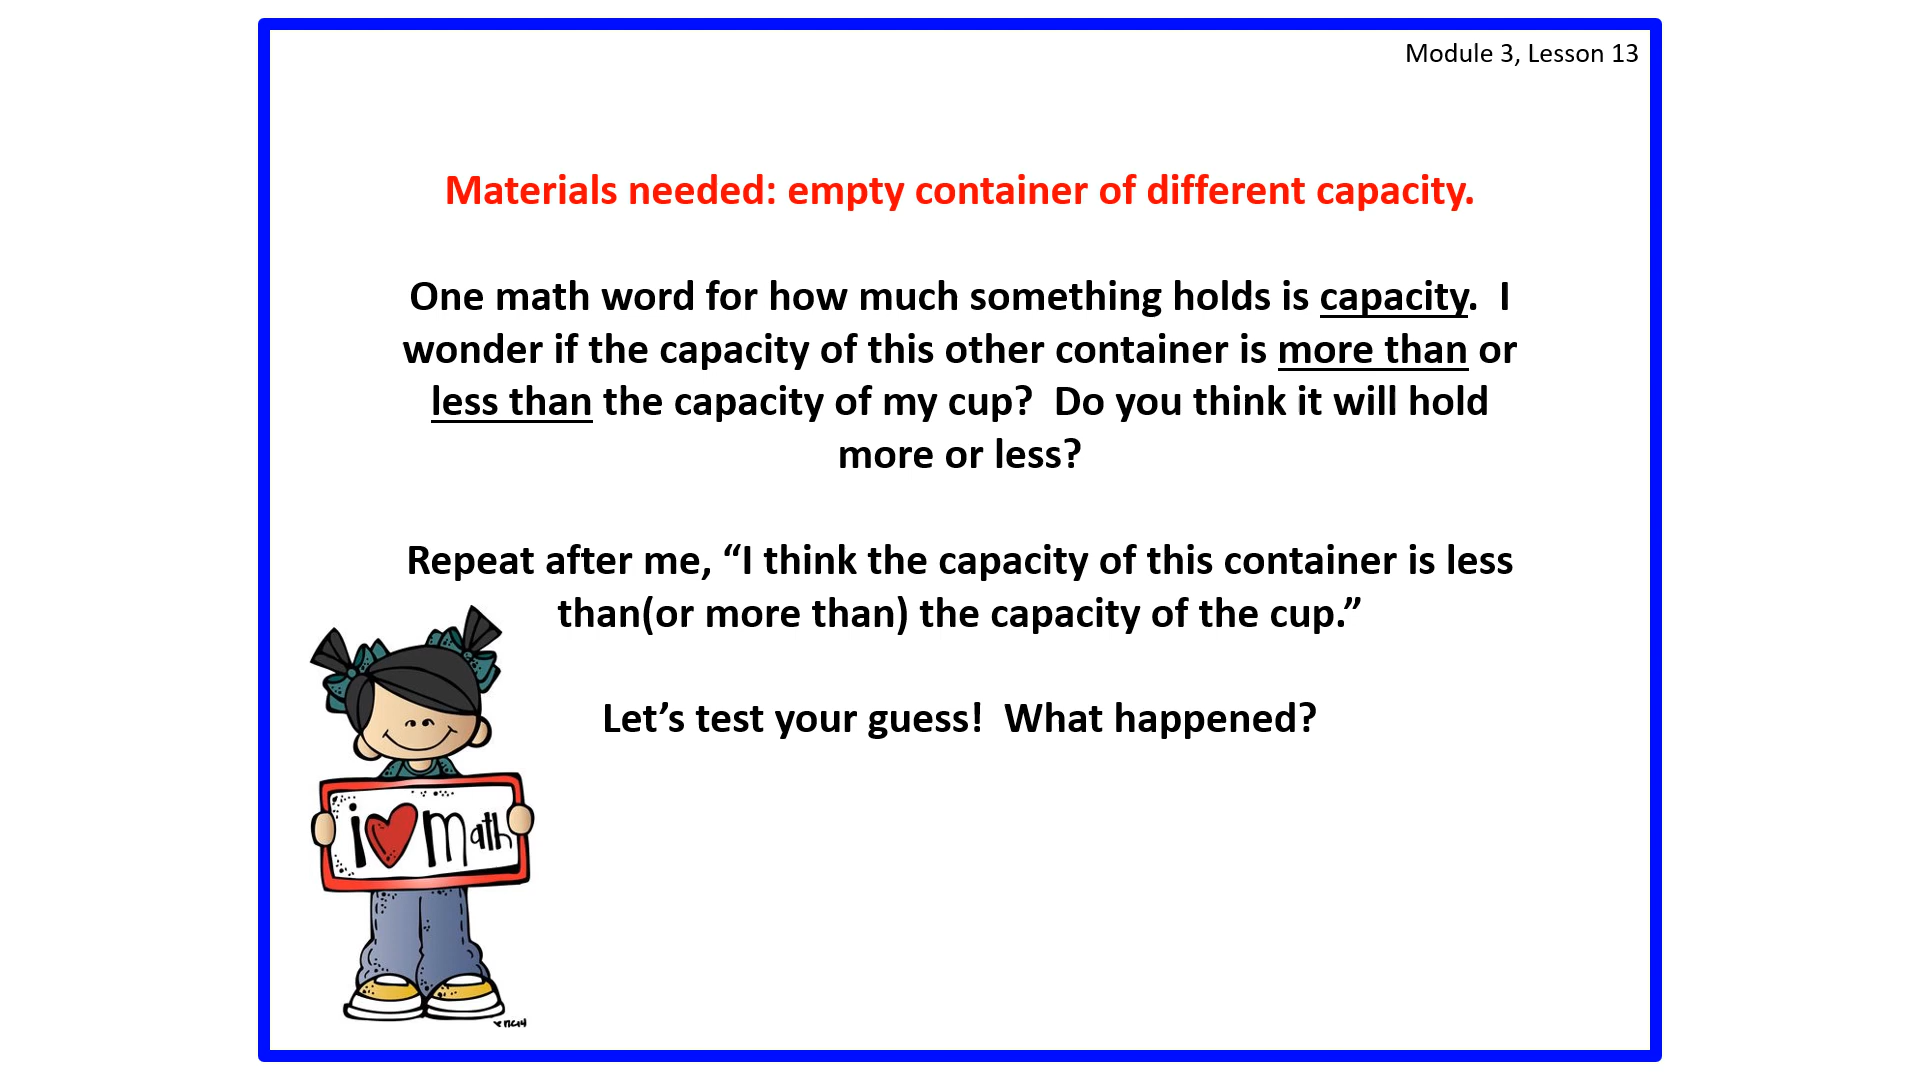 Module 3, Lesson 13
Materials needed: empty container of different capacity.
One math word for how much something holds is capacity.  I
wonder if the capacity of this other container is more than or
less than the capacity of my cup?  Do you think it will hold
more or less?
Repeat after me, “I think the capacity of this container is less
than(or more than) the capacity of the cup.”
Let’s test your guess!  What happened?
i math